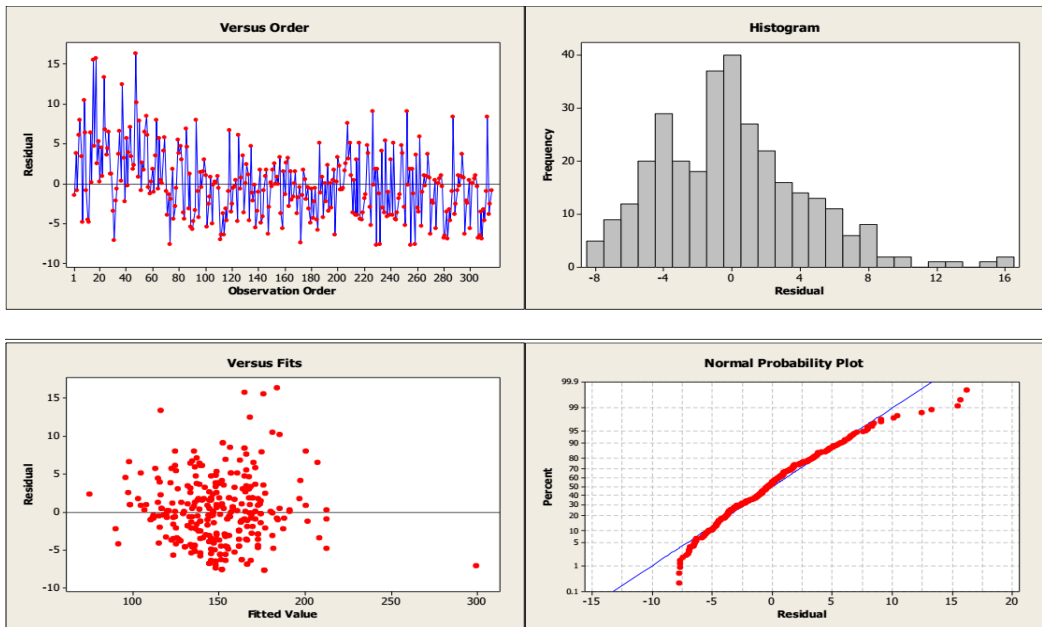 Versus Order
Residual
15
10
5
0
-5
-10
1 20 40 60 80 100 120 140 160 180 200 220 240 260 280 300
Observation Order
Histogram
Frequency
40
30
20
10
0
-8 -4 0 4 8 12 16
Residual
Versus Fits
Residual
15
10
5
0
-5
-10
100 150 200 250 300
Fitted Value
Normal Probability Plot
Percent
99.9
99
95
90
80
70
60
50
40
30
20
10
5
1
0.1
-15 -10 -5 0 5 10 15 20
Residual